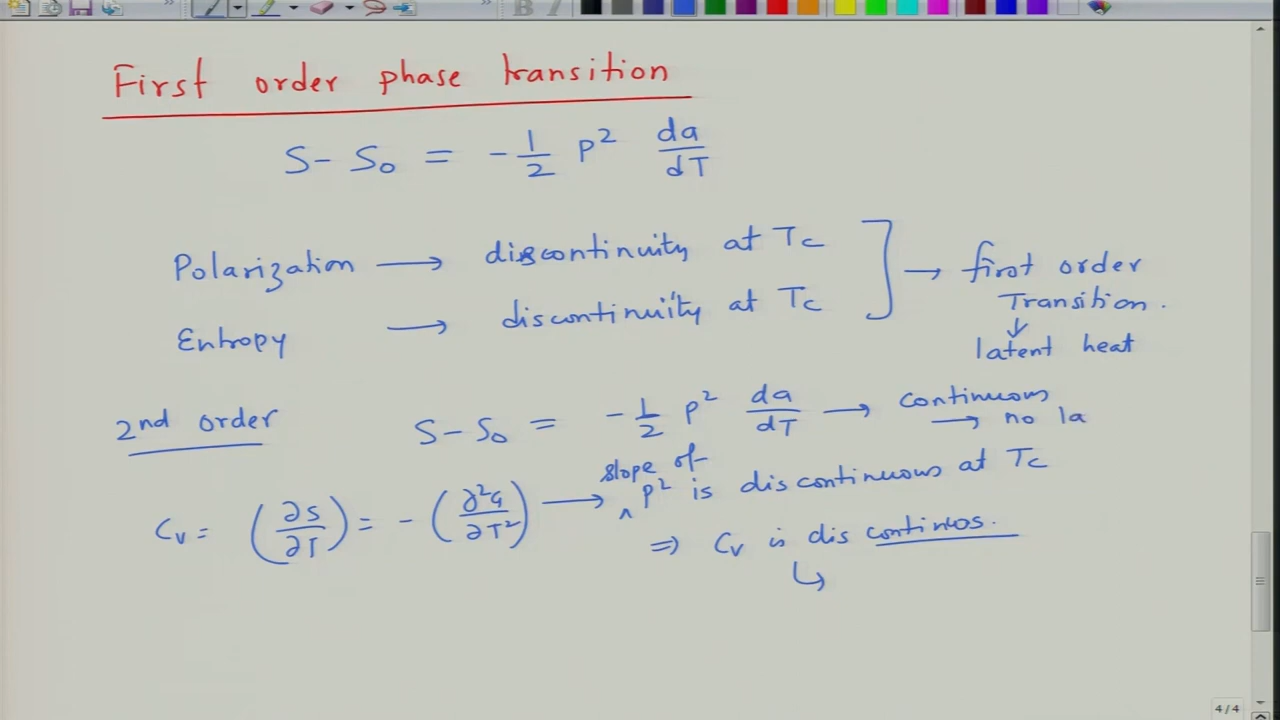 First order phase transition
S - S₀ = - 1/2 P² da/dT
Polarization → discontinuity at Tc
Entropy → discontinuity at Tc
] → first order
Transition.
↓
latent heat
2nd order S - S₀ = - 1/2 P² da/dT → continuous
→ no la
Cv = (∂S/∂T) = - (∂²G/∂T²) → slope of
^ P² is discontinuous at Tc
⇒ Cv is dis continuos.
↳
4/4